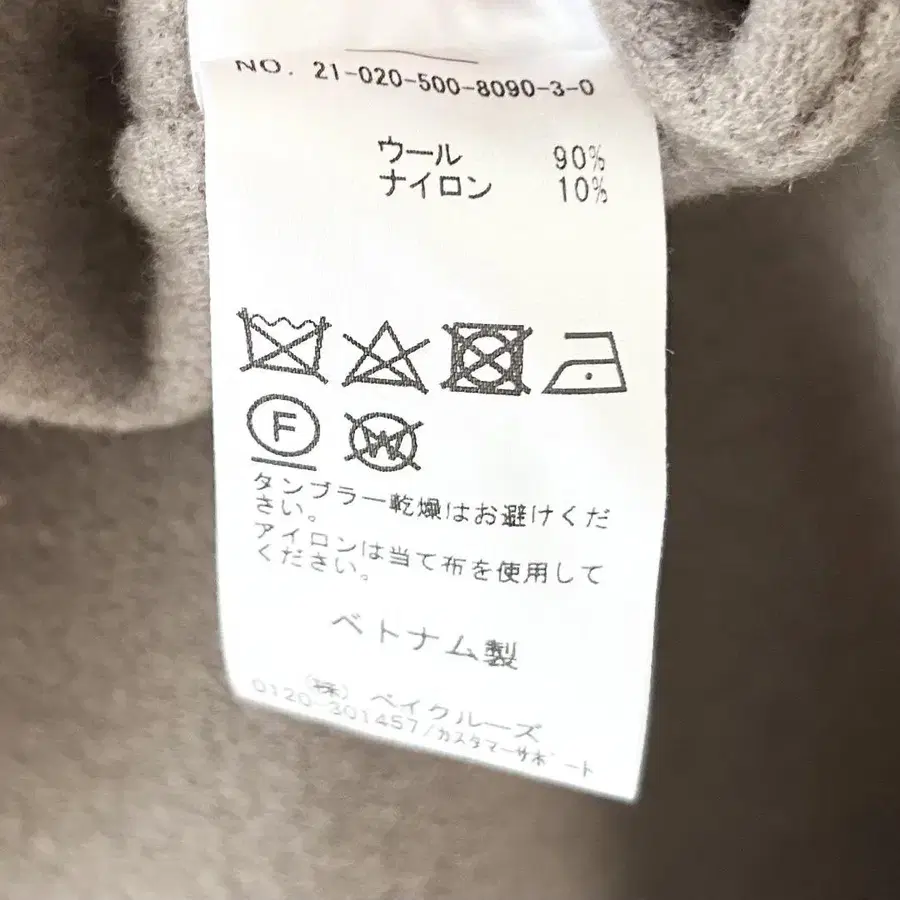 NO. 21-020-500-8090-3-0
ウール 90%
ナイロン 10%
F
W
タンブラー乾燥はお避けくだ
さい。
アイロンは当て布を使用して
ください。
ベトナム製
(株) ベイクルーズ
0120-301457/カスタマーサポート